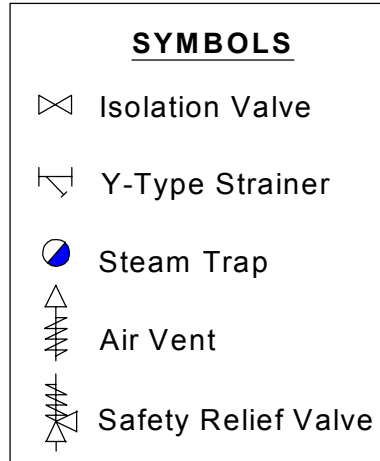 SYMBOLS
Isolation Valve
Y-Type Strainer
Steam Trap
Air Vent
Safety Relief Valve